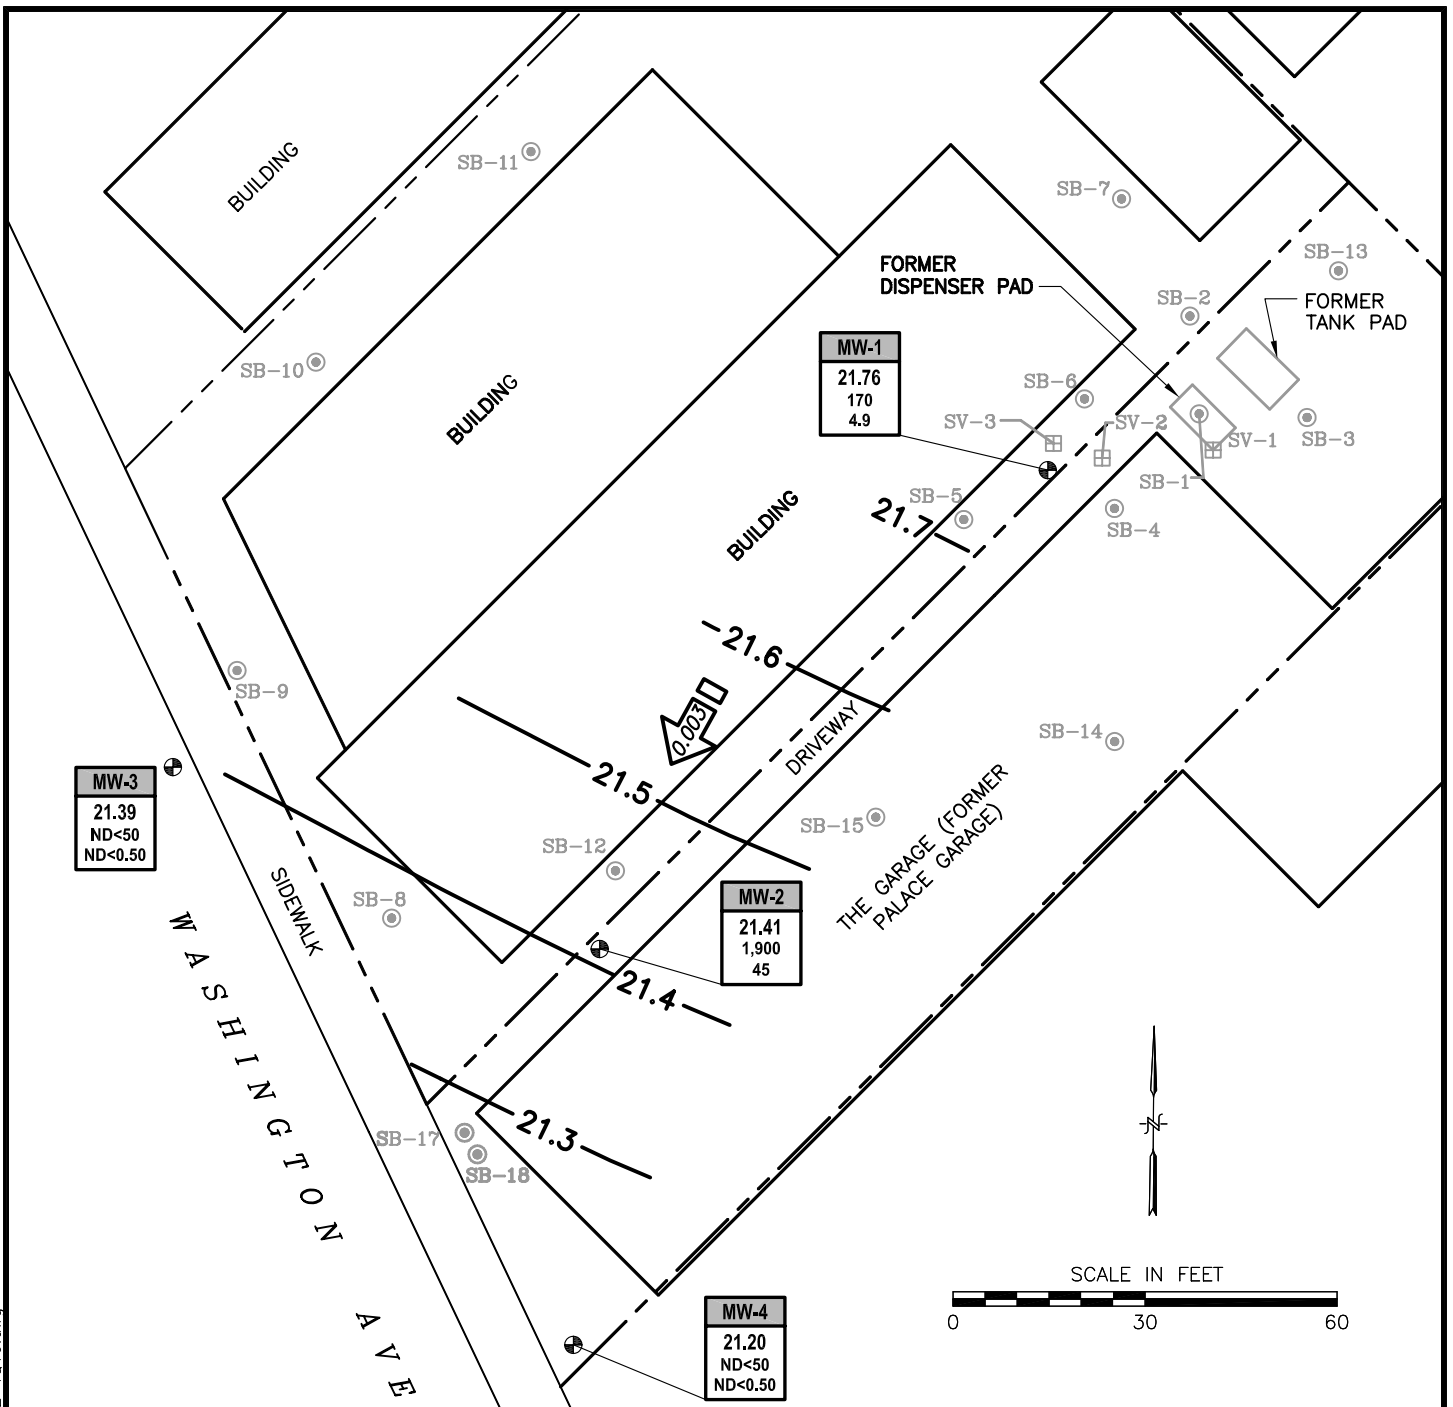 BUILDING
SB-11
SB-7
SB-13
FORMER
DISPENSER PAD
FORMER
TANK PAD
SB-2
SB-10
BUILDING
MW-1
21.76
170
4.9
SB-6
SV-3
SV-2
SV-1
SB-3
SB-1
SB-5
SB-4
21.7
BUILDING
21.6
SB-9
0.003
DRIVEWAY
SB-14
MW-3
21.39
ND<50
ND<0.50
21.5
SB-15
THE GARAGE (FORMER
PALACE GARAGE)
SB-12
SIDEWALK
SB-8
MW-2
21.41
1,900
45
21.4
WASHINGTON AVE
21.3
SB-17
SB-18
N
SCALE IN FEET
0 30 60
MW-4
21.20
ND<50
ND<0.50